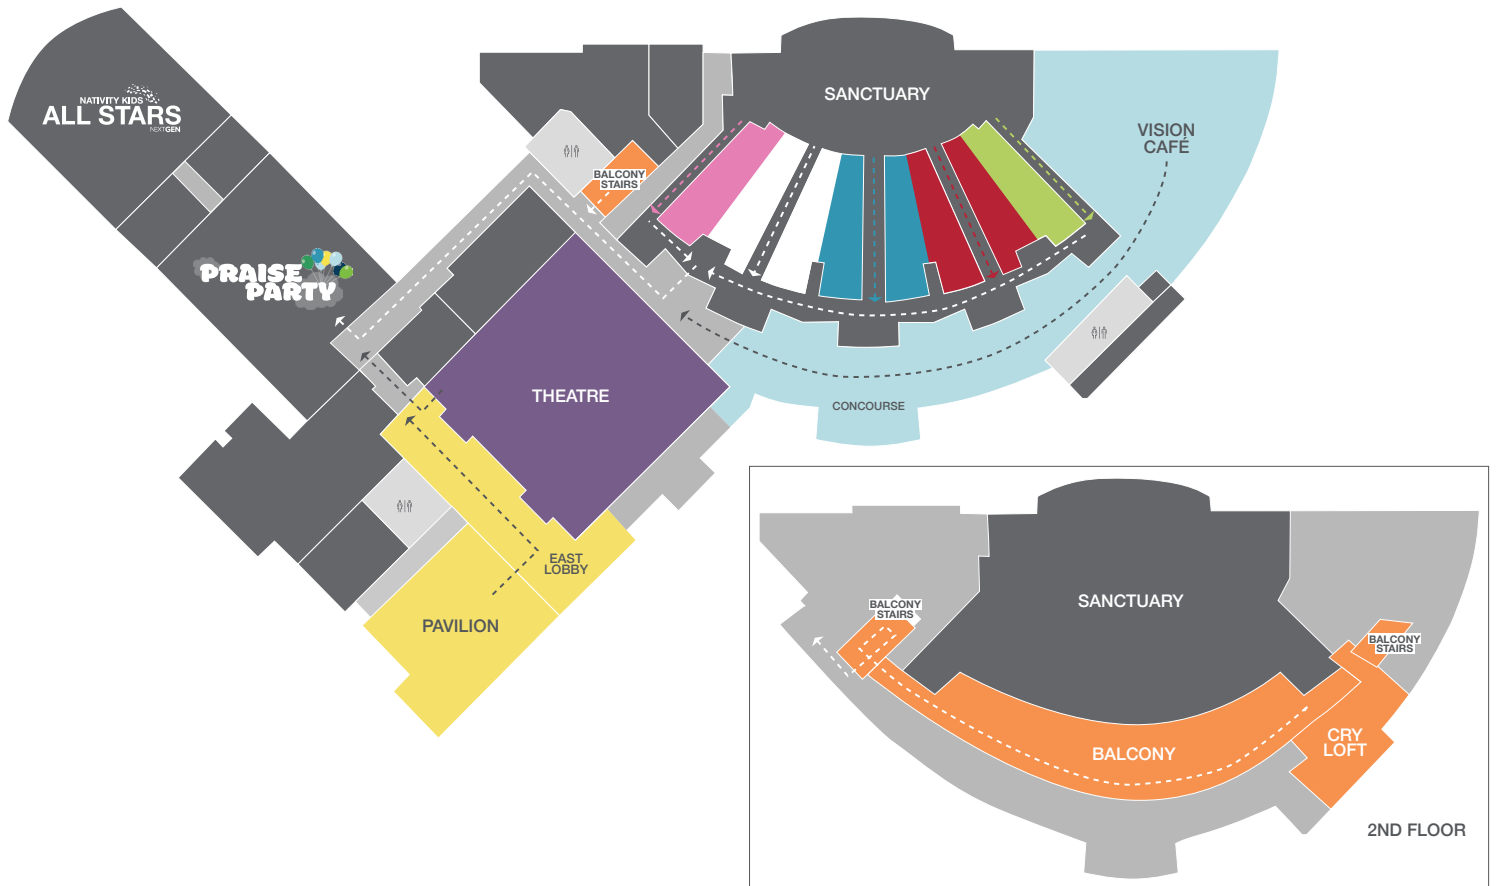 NATIVITY KIDS
ALL STARS
NEXTGEN
PRAISE
PARTY
BALCONY
STAIRS
SANCTUARY
VISION
CAFÉ
THEATRE
CONCOURSE
EAST
LOBBY
PAVILION
BALCONY
STAIRS
SANCTUARY
BALCONY
STAIRS
BALCONY
CRY
LOFT
2ND FLOOR